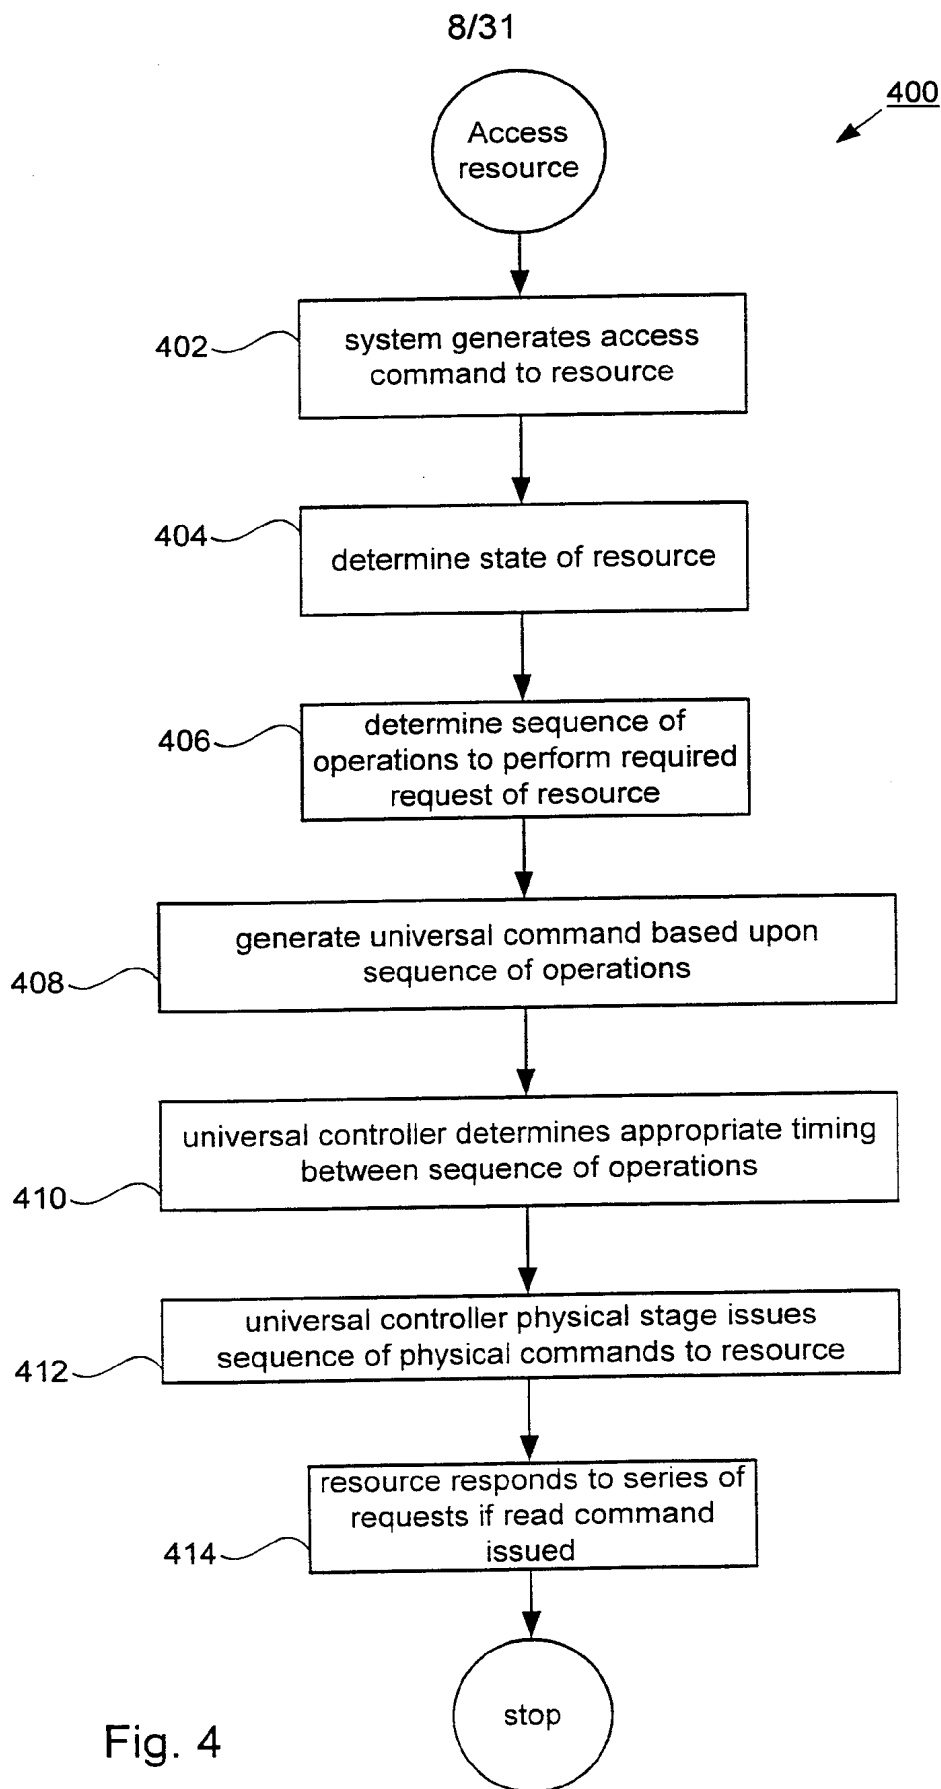 8/31
400
Access
resource
402
system generates access
command to resource
404
determine state of resource
406
determine sequence of
operations to perform required
request of resource
408
generate universal command based upon
sequence of operations
410
universal controller determines appropriate timing
between sequence of operations
412
universal controller physical stage issues
sequence of physical commands to resource
414
resource responds to series of
requests if read command
issued
stop
Fig. 4